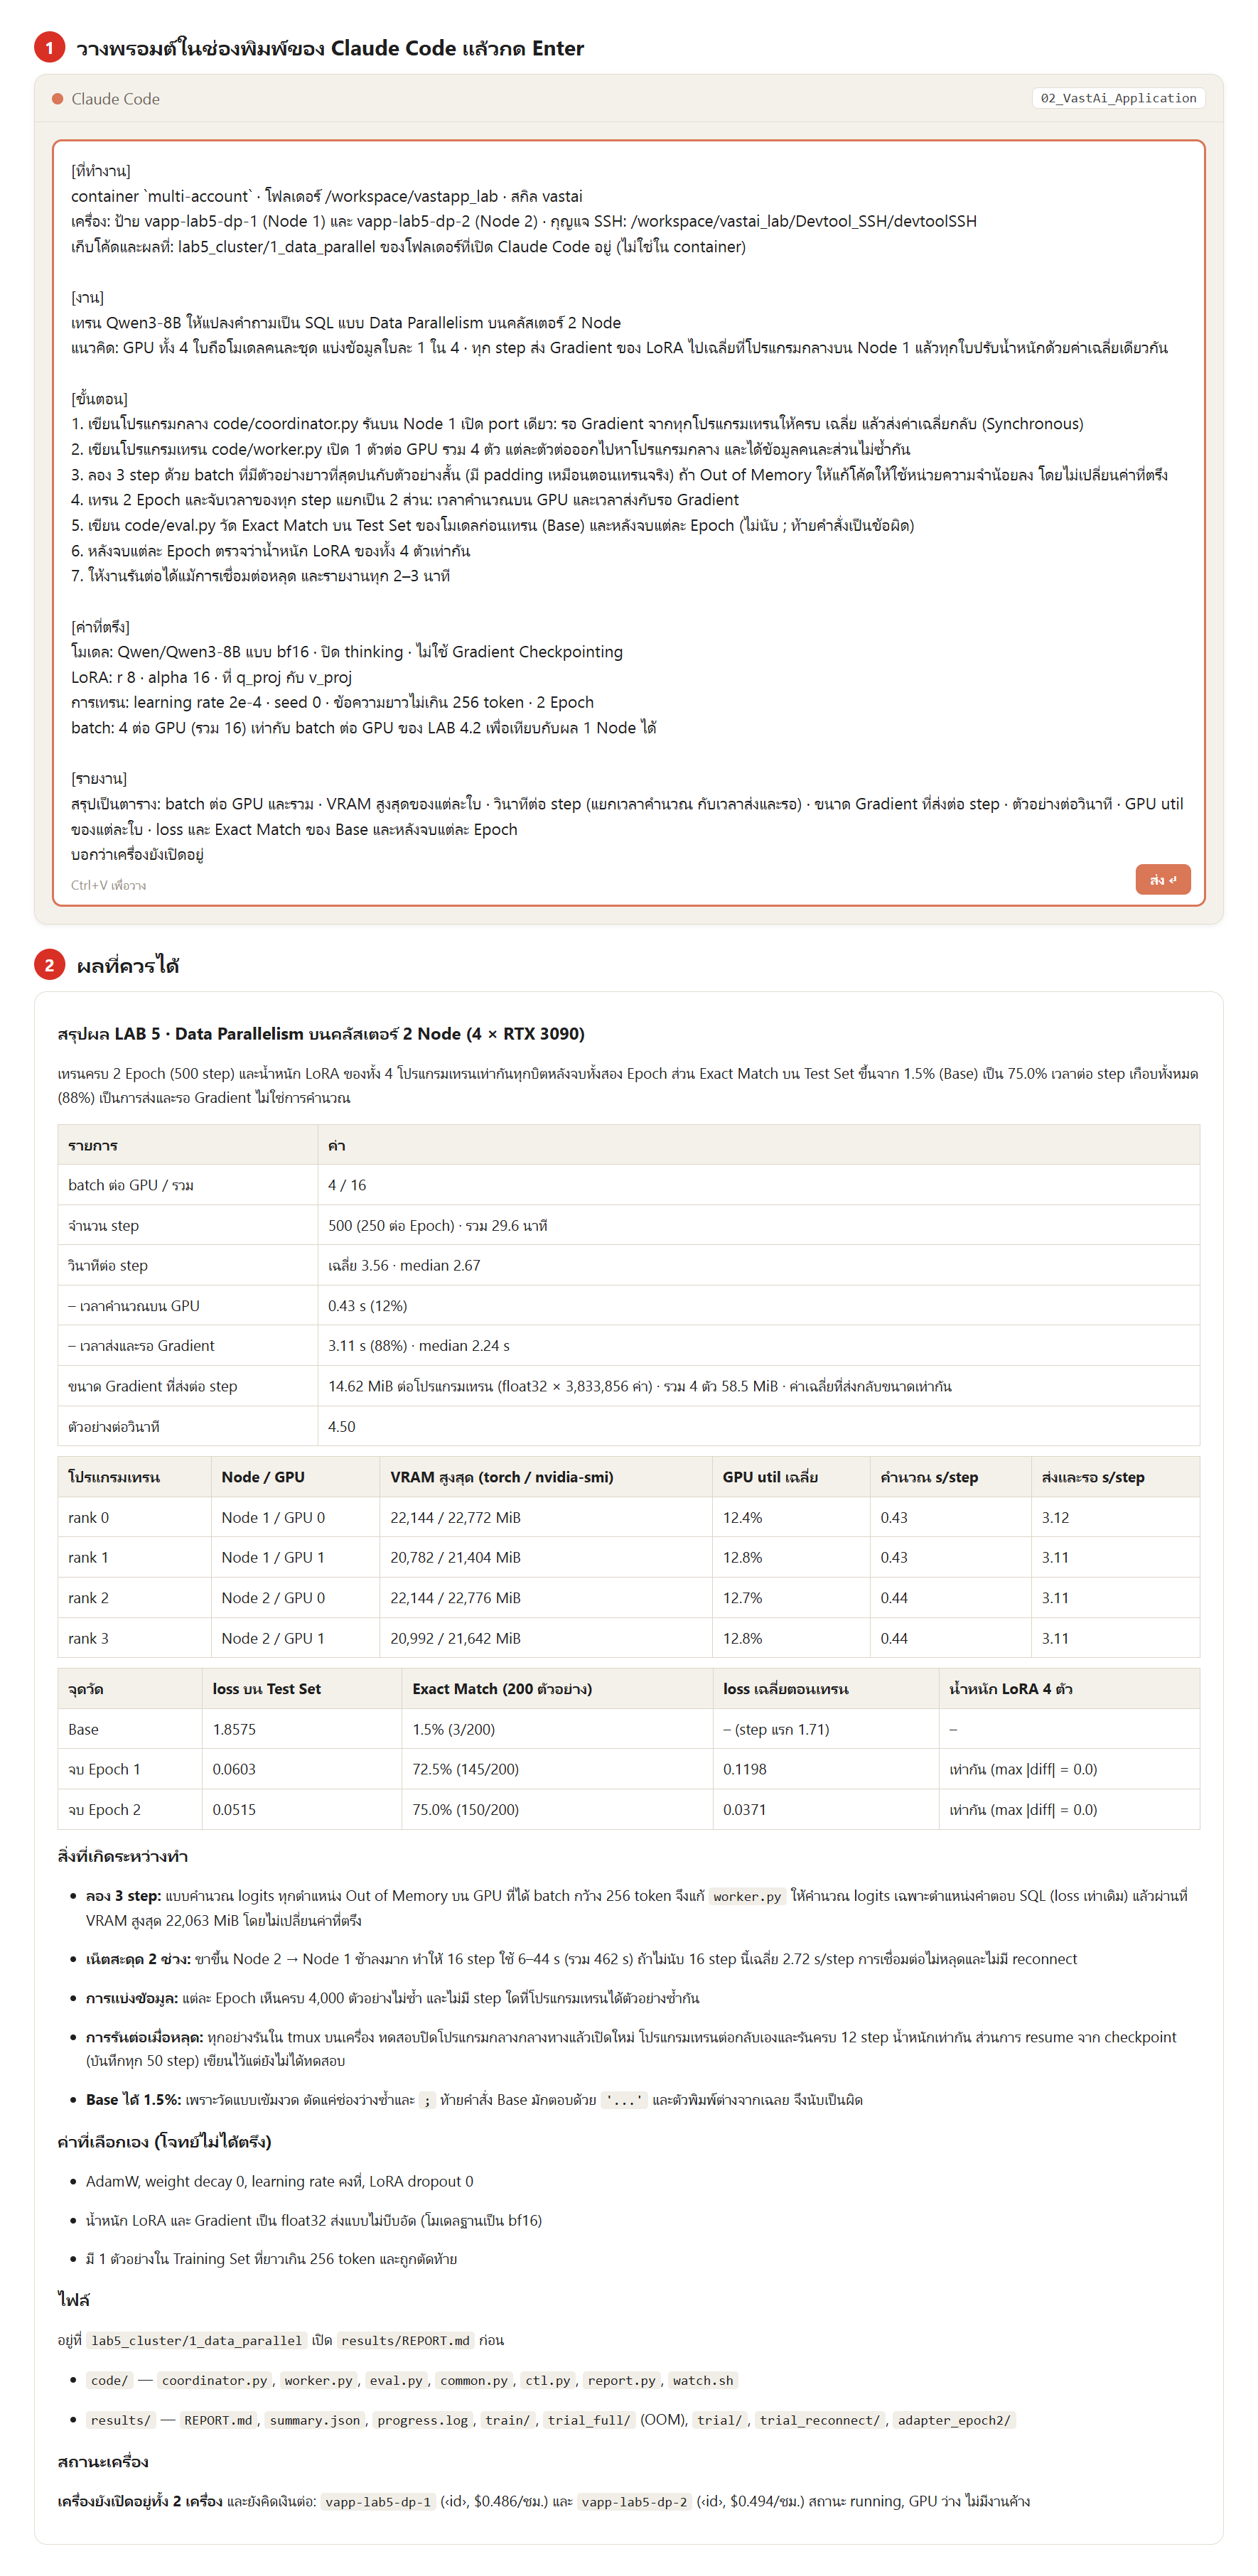 1 วางพรอมต์ในช่องพิมพ์ของ Claude Code แล้วกด Enter
Claude Code 02_VastAi_Application
[ที่ทำงาน]
container `multi-account` · โฟลเดอร์ /workspace/vastapp_lab · สกิล vastai
เครื่อง: ป้าย vapp-lab5-dp-1 (Node 1) และ vapp-lab5-dp-2 (Node 2) · กุญแจ SSH: /workspace/vastai_lab/Devtool_SSH/devtoolSSH
เก็บโค้ดและผลที่: lab5_cluster/1_data_parallel ของโฟลเดอร์ที่เปิด Claude Code อยู่ (ไม่ใช่ใน container)
[งาน]
เทรน Qwen3-8B ให้แปลงคำถามเป็น SQL แบบ Data Parallelism บนคลัสเตอร์ 2 Node
แนวคิด: GPU ทั้ง 4 ใบถือโมเดลคนละชุด แบ่งข้อมูลใบละ 1 ใน 4 · ทุก step ส่ง Gradient ของ LoRA ไปเฉลี่ยที่โปรแกรมกลางบน Node 1 แล้วทุกใบปรับน้ำหนักด้วยค่าเฉลี่ยเดียวกัน
[ขั้นตอน]
1. เขียนโปรแกรมกลาง code/coordinator.py รันบน Node 1 เปิด port เดียว: รอ Gradient จากทุกโปรแกรมเทรนให้ครบ เฉลี่ย แล้วส่งค่าเฉลี่ยกลับ (Synchronous)
2. เขียนโปรแกรมเทรน code/worker.py เปิด 1 ตัวต่อ GPU รวม 4 ตัว แต่ละตัวต่อออกไปหาโปรแกรมกลาง และได้ข้อมูลคนละส่วนไม่ซ้ำกัน
3. ลอง 3 step ด้วย batch ที่มีตัวอย่างยาวที่สุดปนกับตัวอย่างสั้น (มี padding เหมือนตอนเทรนจริง) ถ้า Out of Memory ให้แก้โค้ดให้ใช้หน่วยความจำน้อยลง โดยไม่เปลี่ยนค่าที่ตรึง
4. เทรน 2 Epoch และจับเวลาของทุก step แยกเป็น 2 ส่วน: เวลาคำนวณบน GPU และเวลาส่งกับรอ Gradient
5. เขียน code/eval.py วัด Exact Match บน Test Set ของโมเดลก่อนเทรน (Base) และหลังจบแต่ละ Epoch (ไม่นับ ; ท้ายคำสั่งเป็นข้อผิด)
6. หลังจบแต่ละ Epoch ตรวจว่าน้ำหนัก LoRA ของทั้ง 4 ตัวเท่ากัน
7. ให้งานรันต่อได้แม้การเชื่อมต่อหลุด และรายงานทุก 2–3 นาที
[ค่าที่ตรึง]
โมเดล: Qwen/Qwen3-8B แบบ bf16 · ปิด thinking · ไม่ใช้ Gradient Checkpointing
LoRA: r 8 · alpha 16 · ที่ q_proj กับ v_proj
การเทรน: learning rate 2e-4 · seed 0 · ข้อความยาวไม่เกิน 256 token · 2 Epoch
batch: 4 ต่อ GPU (รวม 16) เท่ากับ batch ต่อ GPU ของ LAB 4.2 เพื่อเทียบกับผล 1 Node ได้
[รายงาน]
สรุปเป็นตาราง: batch ต่อ GPU และรวม · VRAM สูงสุดของแต่ละใบ · วินาทีต่อ step (แยกเวลาคำนวณ กับเวลาส่งและรอ) · ขนาด Gradient ที่ส่งต่อ step · ตัวอย่างต่อวินาที · GPU util
ของแต่ละใบ · loss และ Exact Match ของ Base และหลังจบแต่ละ Epoch
บอกว่าเครื่องยังเปิดอยู่
Ctrl+V เพื่อวาง ส่ง ↵
2 ผลที่ควรได้
สรุปผล LAB 5 · Data Parallelism บนคลัสเตอร์ 2 Node (4 × RTX 3090)
เทรนครบ 2 Epoch (500 step) และน้ำหนัก LoRA ของทั้ง 4 โปรแกรมเทรนเท่ากันทุกบิตหลังจบทั้งสอง Epoch ส่วน Exact Match บน Test Set ขึ้นจาก 1.5% (Base) เป็น 75.0% เวลาต่อ step เกือบทั้งหมด
(88%) เป็นการส่งและรอ Gradient ไม่ใช่การคำนวณ
รายการ ค่า
batch ต่อ GPU / รวม 4 / 16
จำนวน step 500 (250 ต่อ Epoch) · รวม 29.6 นาที
วินาทีต่อ step เฉลี่ย 3.56 · median 2.67
– เวลาคำนวณบน GPU 0.43 s (12%)
– เวลาส่งและรอ Gradient 3.11 s (88%) · median 2.24 s
ขนาด Gradient ที่ส่งต่อ step 14.62 MiB ต่อโปรแกรมเทรน (float32 × 3,833,856 ค่า) · รวม 4 ตัว 58.5 MiB · ค่าเฉลี่ยที่ส่งกลับขนาดเท่ากัน
ตัวอย่างต่อวินาที 4.50
โปรแกรมเทรน Node / GPU VRAM สูงสุด (torch / nvidia-smi) GPU util เฉลี่ย คำนวณ s/step ส่งและรอ s/step
rank 0 Node 1 / GPU 0 22,144 / 22,772 MiB 12.4% 0.43 3.12
rank 1 Node 1 / GPU 1 20,782 / 21,404 MiB 12.8% 0.43 3.11
rank 2 Node 2 / GPU 0 22,144 / 22,776 MiB 12.7% 0.44 3.11
rank 3 Node 2 / GPU 1 20,992 / 21,642 MiB 12.8% 0.44 3.11
จุดวัด loss บน Test Set Exact Match (200 ตัวอย่าง) loss เฉลี่ยตอนเทรน น้ำหนัก LoRA 4 ตัว
Base 1.8575 1.5% (3/200) – (step แรก 1.71) –
จบ Epoch 1 0.0603 72.5% (145/200) 0.1198 เท่ากัน (max |diff| = 0.0)
จบ Epoch 2 0.0515 75.0% (150/200) 0.0371 เท่ากัน (max |diff| = 0.0)
สิ่งที่เกิดระหว่างทำ
• ลอง 3 step: แบบคำนวณ logits ทุกตำแหน่ง Out of Memory บน GPU ที่ได้ batch กว้าง 256 token จึงแก้ worker.py ให้คำนวณ logits เฉพาะตำแหน่งคำตอบ SQL (loss เท่าเดิม) แล้วผ่านที่
VRAM สูงสุด 22,063 MiB โดยไม่เปลี่ยนค่าที่ตรึง
• เน็ตสะดุด 2 ช่วง: ขาขึ้น Node 2 → Node 1 ช้าลงมาก ทำให้ 16 step ใช้ 6–44 s (รวม 462 s) ถ้าไม่นับ 16 step นี้เฉลี่ย 2.72 s/step การเชื่อมต่อไม่หลุดและไม่มี reconnect
• การแบ่งข้อมูล: แต่ละ Epoch เห็นครบ 4,000 ตัวอย่างไม่ซ้ำ และไม่มี step ใดที่โปรแกรมเทรนได้ตัวอย่างซ้ำกัน
• การรันต่อเมื่อหลุด: ทุกอย่างรันใน tmux บนเครื่อง ทดสอบปิดโปรแกรมกลางกลางทางแล้วเปิดใหม่ โปรแกรมเทรนต่อกลับเองและรันครบ 12 step น้ำหนักเท่ากัน ส่วนการ resume จาก checkpoint
(บันทึกทุก 50 step) เขียนไว้แต่ยังไม่ได้ทดสอบ
• Base ได้ 1.5%: เพราะวัดแบบเข้มงวด ตัดแค่ช่องว่างซ้ำและ ; ท้ายคำสั่ง Base มักตอบด้วย '...' และตัวพิมพ์ต่างจากเฉลย จึงนับเป็นผิด
ค่าที่เลือกเอง (โจทย์ไม่ได้ตรึง)
• AdamW, weight decay 0, learning rate คงที่, LoRA dropout 0
• น้ำหนัก LoRA และ Gradient เป็น float32 ส่งแบบไม่บีบอัด (โมเดลฐานเป็น bf16)
• มี 1 ตัวอย่างใน Training Set ที่ยาวเกิน 256 token และถูกตัดท้าย
ไฟล์
อยู่ที่ lab5_cluster/1_data_parallel เปิด results/REPORT.md ก่อน
• code/ — coordinator.py, worker.py, eval.py, common.py, ctl.py, report.py, watch.sh
• results/ — REPORT.md, summary.json, progress.log, train/, trial_full/ (OOM), trial/, trial_reconnect/, adapter_epoch2/
สถานะเครื่อง
เครื่องยังเปิดอยู่ทั้ง 2 เครื่อง และยังคิดเงินต่อ: vapp-lab5-dp-1 (‹id›, $0.486/ชม.) และ vapp-lab5-dp-2 (‹id›, $0.494/ชม.) สถานะ running, GPU ว่าง ไม่มีงานค้าง